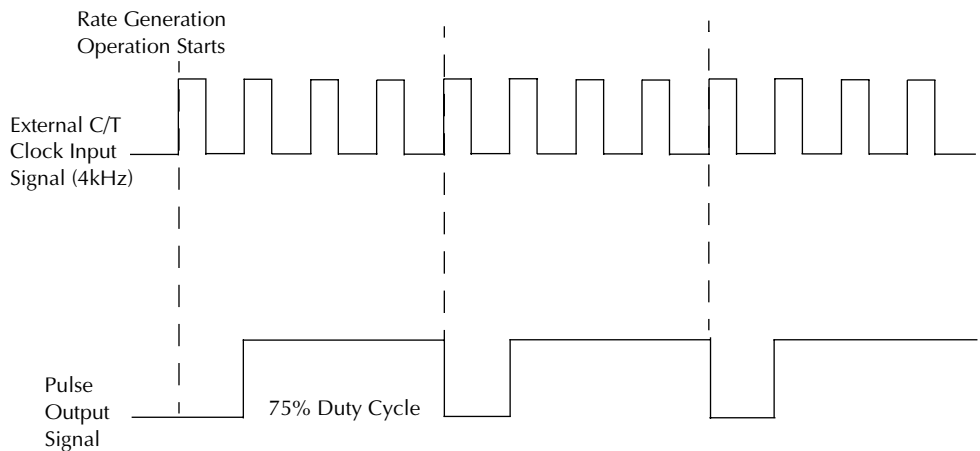 Rate Generation
Operation Starts
External C/T
Clock Input
Signal (4kHz)
Pulse
Output
Signal
75% Duty Cycle